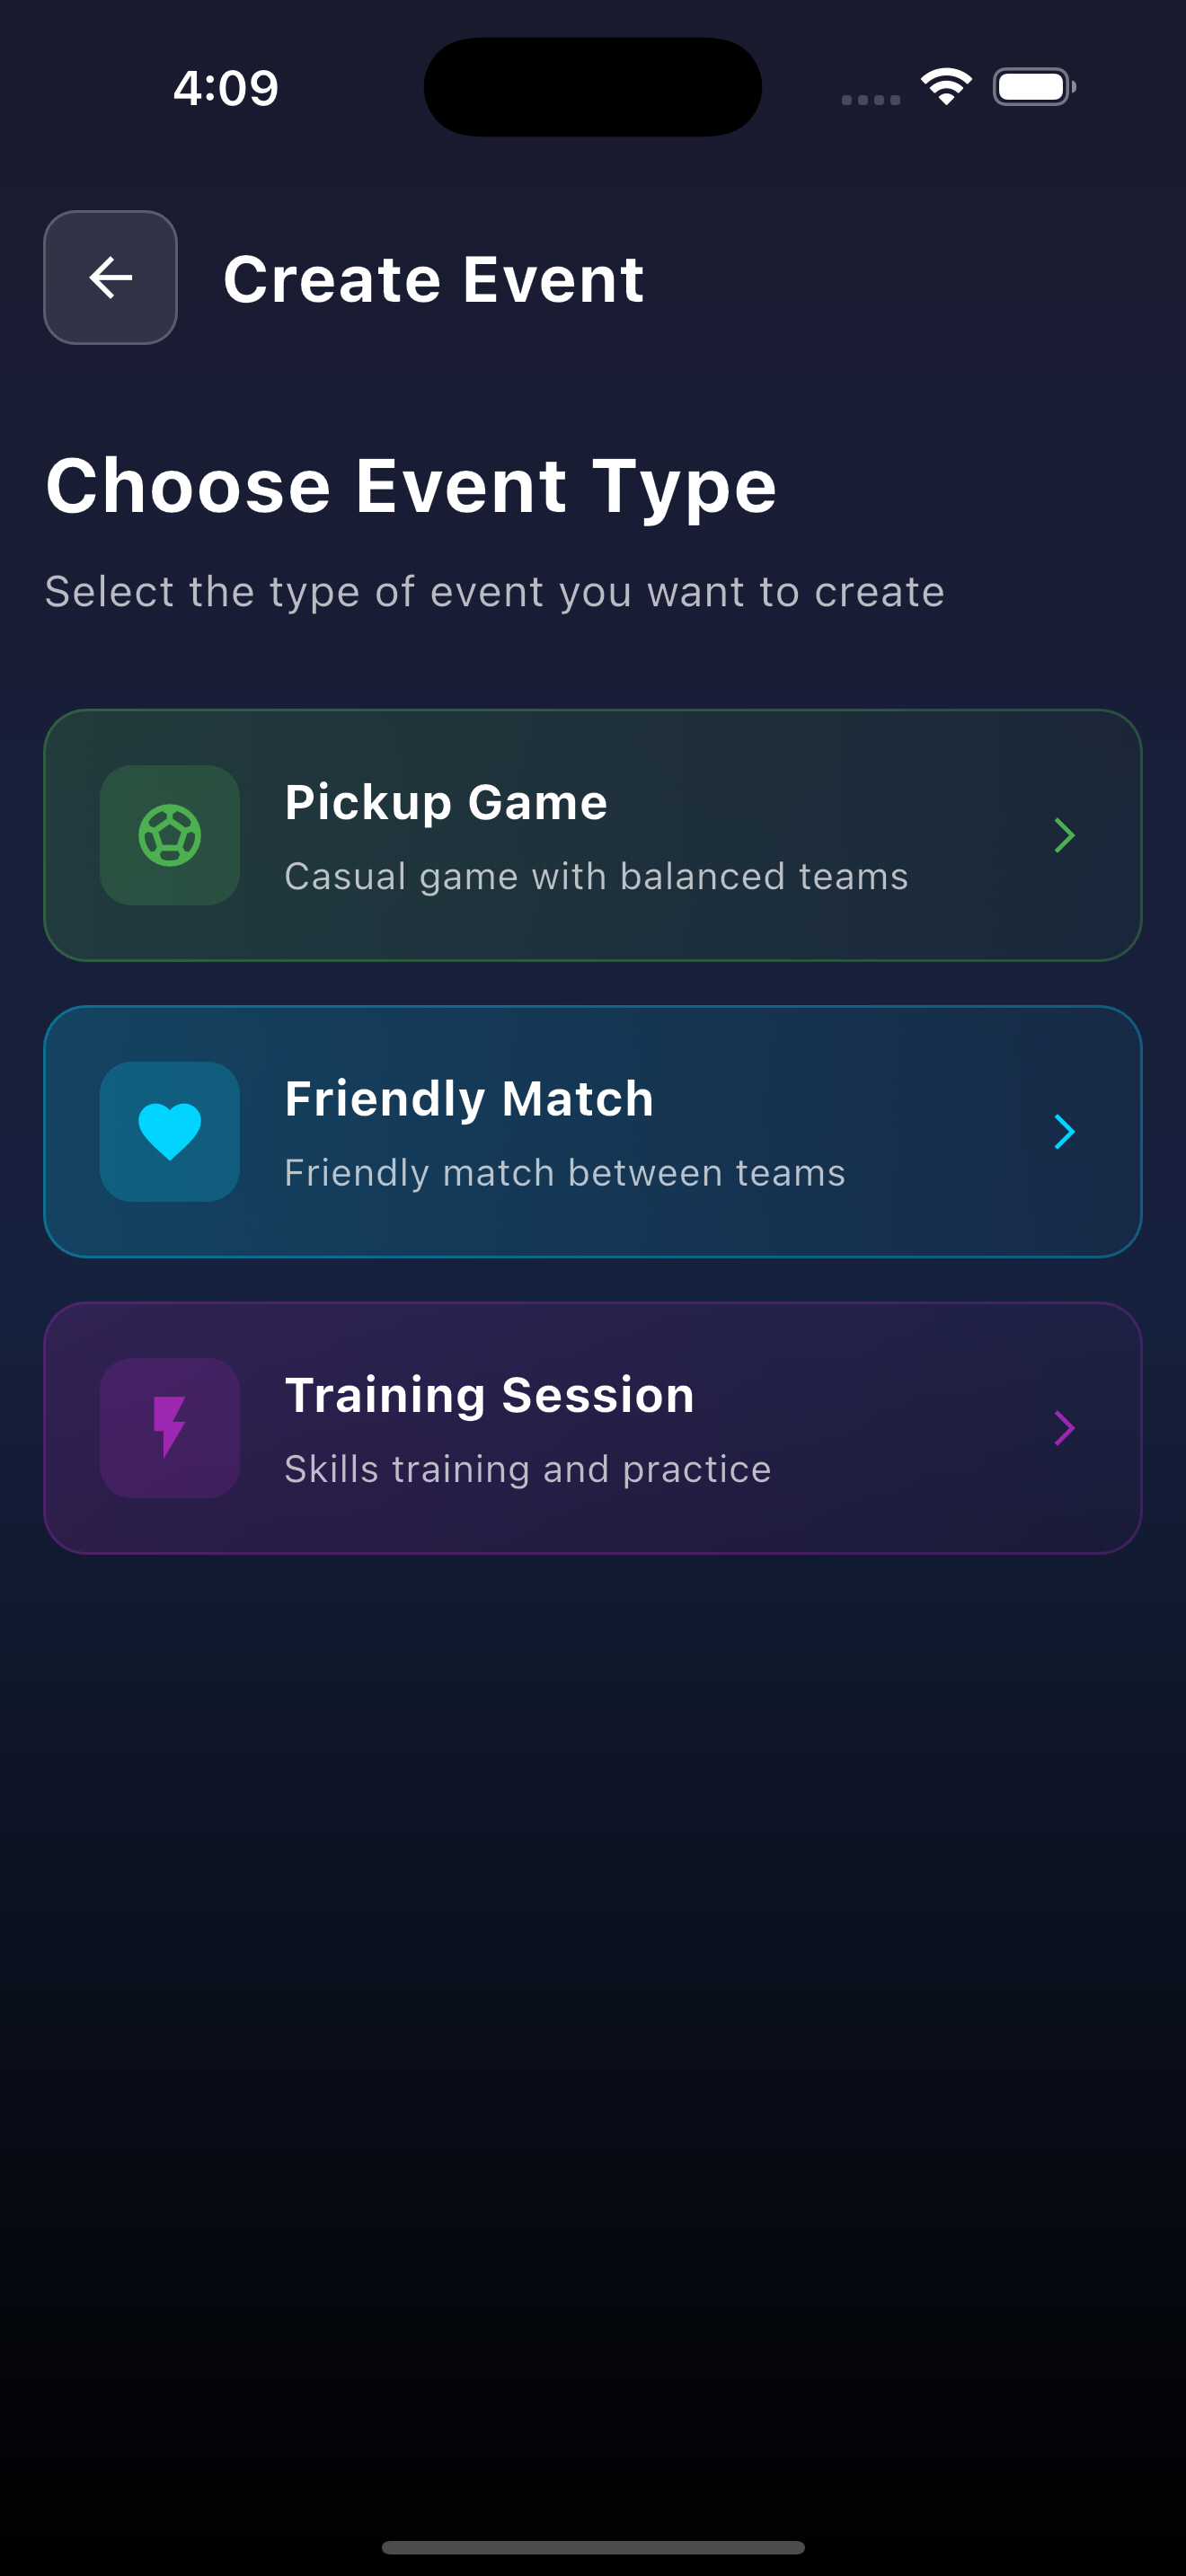 4:09
Create Event
Choose Event Type
Select the type of event you want to create
Pickup Game
Casual game with balanced teams
Friendly Match
Friendly match between teams
Training Session
Skills training and practice